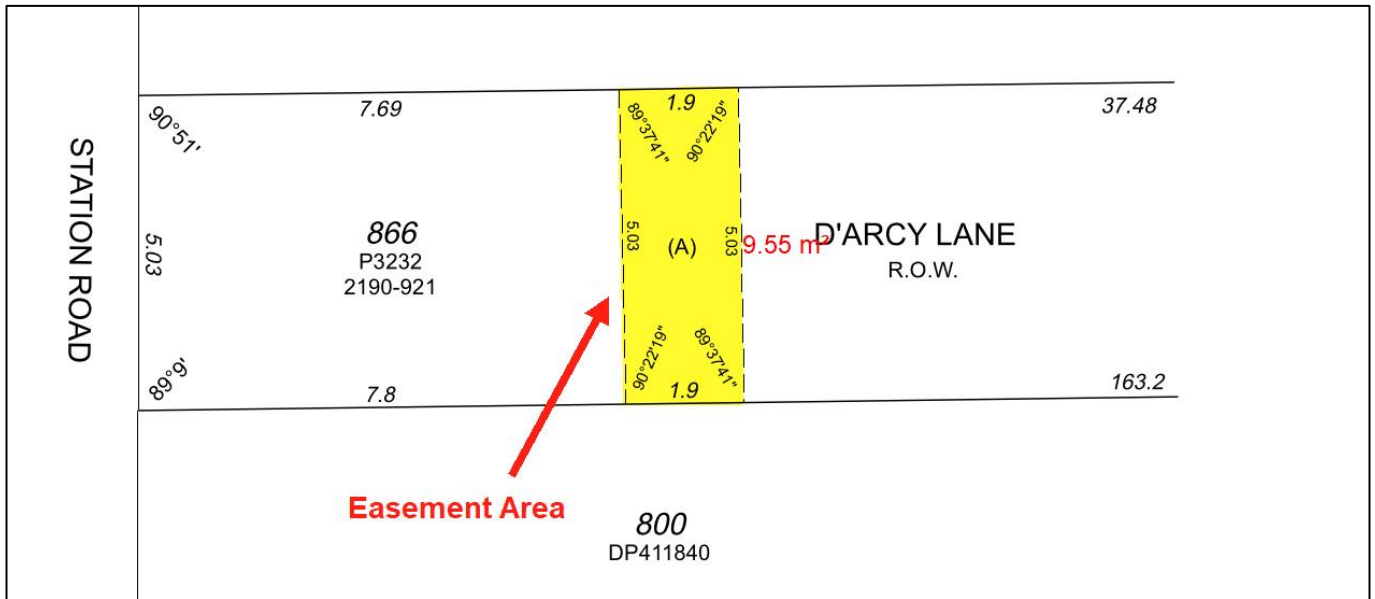 STATION ROAD
90°51'
5.03
89°9'
7.69
866
P3232
2190-921
7.8
1.9
89°37'41"
90°22'19"
5.03
(A)
5.03
90°22'19"
89°37'41"
1.9
9.55 m²
37.48
D'ARCY LANE
R.O.W.
163.2
Easement Area
800
DP411840